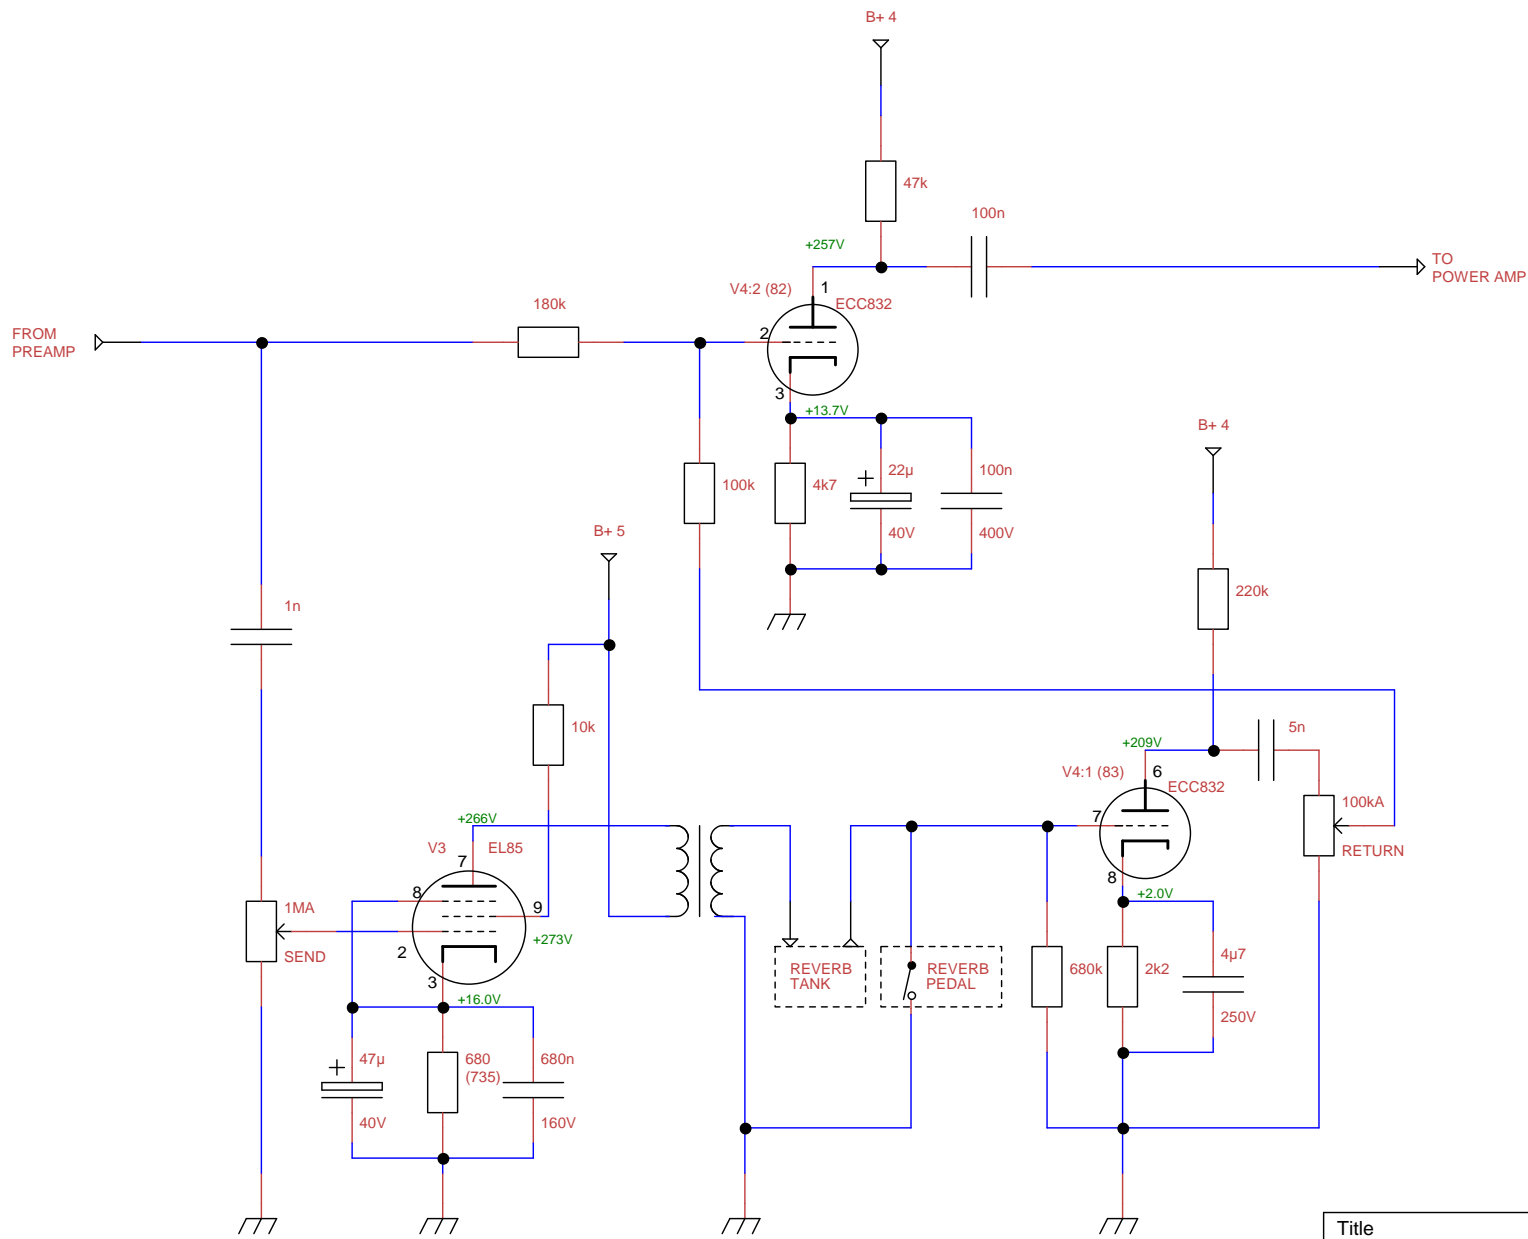 B+ 4
47k
100n
+257V
TO
POWER AMP
V4:2 (82)
1
ECC832
180k
FROM
PREAMP
2
3
+13.7V
B+ 4
100k
4k7
22µ
100n
B+ 5
40V
400V
220k
1n
10k
5n
+209V
V4:1 (83)
6
ECC832
100kA
+266V
7
V3
EL85
7
RETURN
8
8
+2.0V
1MA
9
2
+273V
SEND
4µ7
REVERB
TANK
REVERB
PEDAL
680k
2k2
3
+16.0V
250V
47µ
680
(735)
680n
40V
160V
Title